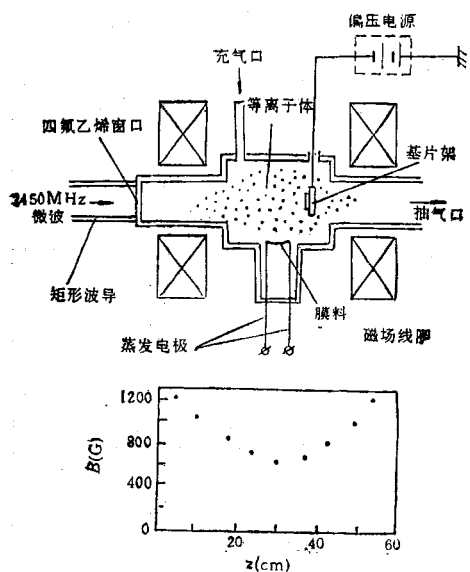 偏压电源
充气口
等离子体
四氟乙烯窗口
基片架
2450MHz
微波
抽气口
矩形波导
膜料
蒸发电极
磁场线圈
1200
800
400
0
B(G)
20
40
60
z(cm)